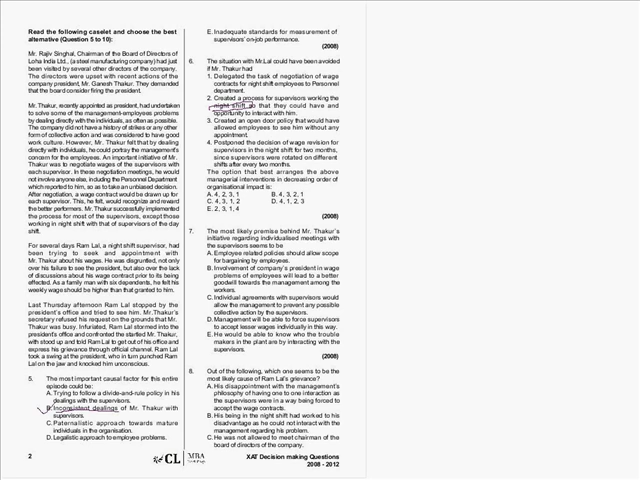 Read the following caselet and choose the best
alternative (Question 5 to 10):
Mr. Rajiv Singhal, Chairman of the Board of Directors of
Loha India Ltd., (a steel manufacturing company) had just
been visited by several other directors of the company.
The directors were upset with recent actions of the
company president, Mr. Ganesh Thakur. They demanded
that the board consider firing the president.
Mr. Thakur, recently appointed as president, had undertaken
to solve some of the management-employees problems
by dealing directly with the individuals, as often as possible.
The company did not have a history of strikes or any other
form of collective action and was considered to have good
work culture. However, Mr. Thakur felt that by dealing
directly with individuals, he could portray the management's
concern for the employees. An important initiative of Mr.
Thakur was to negotiate wages of the supervisors with each
supervisor. In these negotiation meetings, he would
not involve anyone else, including the Personnel Department
which reported to him, so as to take an unbiased decision.
After negotiation, a wage contract would be drawn up for
each supervisor. This, he felt, would recognize and reward
the better performers. Mr. Thakur successfully implemented
the process for most of the supervisors, except those
working in night shift with that of supervisors of the day
shift.
For several days Ram Lal, a night shift supervisor, had
been trying to seek and appointment with
Mr. Thakur about his wages. He was disgruntled, not only
over his failure to see the president, but also over the lack
of discussions about his wage contract prior to its being
effected. As a family man with six dependents, he felt his
weekly wage should be higher than that granted to him.
Last Thursday afternoon Ram Lal stopped by the
president's office and tried to see him. Mr.Thakur's
secretary refused his request on the grounds that Mr.
Thakur was busy. Infuriated, Ram Lal stormed into the
president's office and confronted the startled Mr. Thakur,
with stood up and told Ram Lal to get out of his office and
express his grievance through official channel. Ram Lal
took a swing at the president, who in turn punched Ram
Lal on the jaw and knocked him unconscious.
5. The most important causal factor for this entire
episode could be:
A. Trying to follow a divide-and-rule policy in his
dealings with the supervisors.
B. Inconsistent dealings of Mr. Thakur with
supervisors.
C. Paternalistic approach towards mature
individuals in the organisation.
D. Legalistic approach to employee problems.
E. Inadequate standards for measurement of
supervisors' on-job performance.
(2008)
6. The situation with Mr.Lal could have been avoided
if Mr. Thakur had
1. Delegated the task of negotiation of wage
contracts for night shift employees to Personnel
department.
2. Created a process for supervisors working the
night shift so that they could have and
opportunity to interact with him.
3. Created an open door policy that would have
allowed employees to see him without any
appointment.
4. Postponed the decision of wage revision for
supervisors in the night shift for two months,
since supervisors were rotated on different
shifts after every two months.
The option that best arranges the above
managerial interventions in decreasing order of
organisational impact is:
A. 4, 2, 3, 1 B. 4, 3, 2, 1
C. 4, 3, 1, 2 D. 4, 1, 2, 3
E. 2, 3, 1, 4
(2008)
7. The most likely premise behind Mr. Thakur's
initiative regarding individualised meetings with
the supervisors seems to be
A. Employee related policies should allow scope
for bargaining by employees.
B. Involvement of company's president in wage
problems of employees will lead to a better
goodwill towards the management among the
workers.
C. Individual agreements with supervisors would
allow the management to prevent any possible
collective action by the supervisors.
D. Management will be able to force supervisors
to accept lesser wages individually in this way.
E. He would be able to know who the trouble
makers in the plant are by interacting with the
supervisors.
(2008)
8. Out of the following, which one seems to be the
most likely cause of Ram Lal's grievance?
A. His disappointment with the management's
philosophy of having one to one interaction as
the supervisors were in a way being forced to
accept the wage contracts.
B. His being in the night shift had worked to his
disadvantage as he could not interact with the
management regarding his problem.
C. He was not allowed to meet chairman of the
board of directors of the company.
2 CL MBA XAT Decision making Questions
2008 - 2012